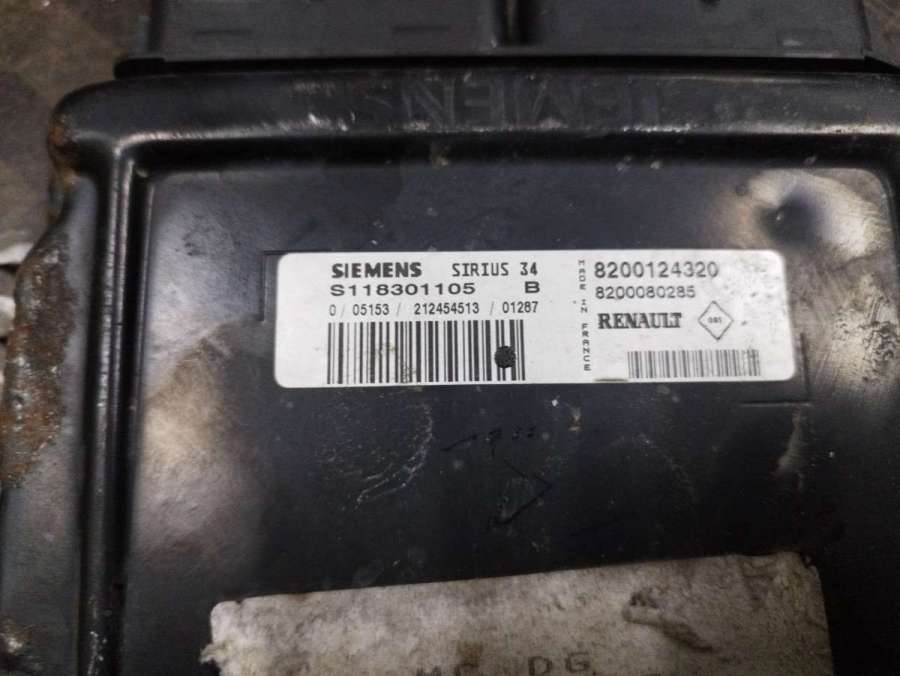 SIEMENS
SIEMENS SIRIUS 34
S118301105 B
0 / 05153 / 212454513 / 01287
MADE IN FRANCE
8200124320
8200080285
RENAULT